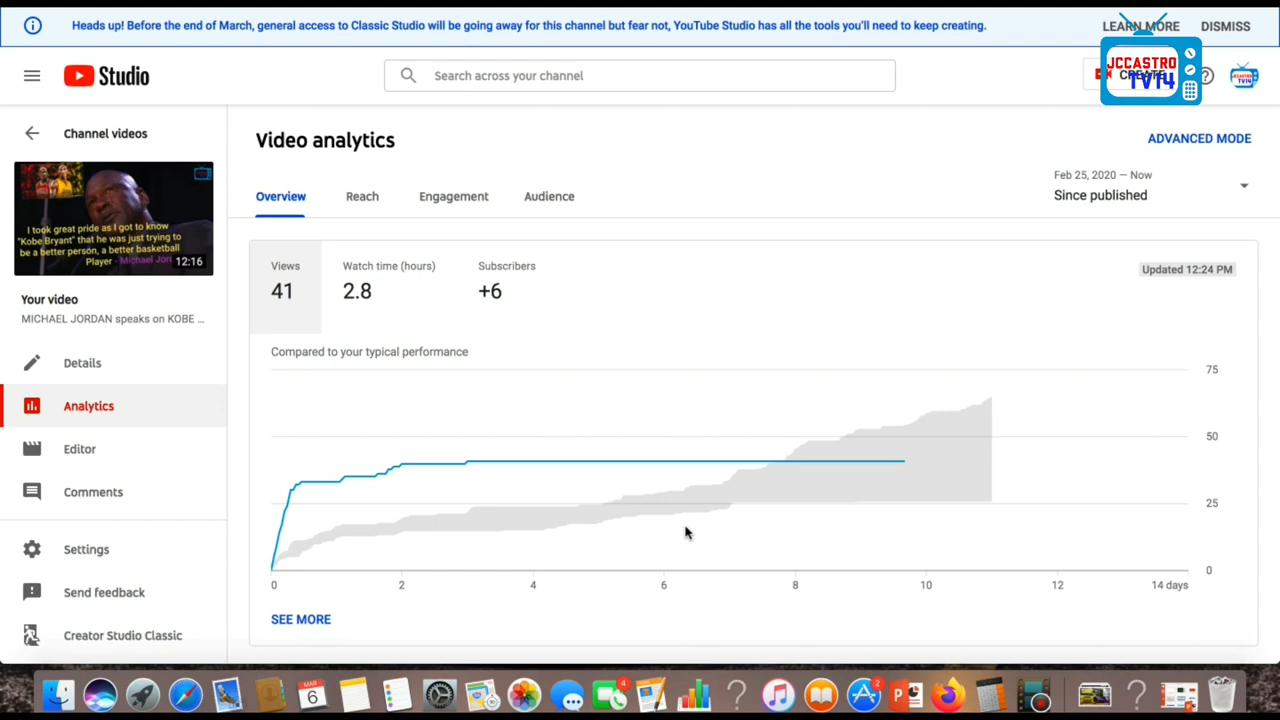 Heads up! Before the end of March, general access to Classic Studio will be going away for this channel but fear not, YouTube Studio has all the tools you'll need to keep creating.
LEARN MORE
DISMISS
Studio
Search across your channel
CREATE
JCCASTRO
TV14
Channel videos
I took great pride as I got to know
"Kobe Bryant" that he was just trying to
be a better person, a better basketball
Player - Michael Jor
12:16
Your video
MICHAEL JORDAN speaks on KOBE ...
Details
Analytics
Editor
Comments
Settings
Send feedback
Creator Studio Classic
Video analytics
ADVANCED MODE
Overview
Reach
Engagement
Audience
Feb 25, 2020 – Now
Since published
Views
41
Watch time (hours)
2.8
Subscribers
+6
Updated 12:24 PM
Compared to your typical performance
75
50
25
0
0 2 4 6 8 10 12 14 days
SEE MORE
MAR
6
4
2